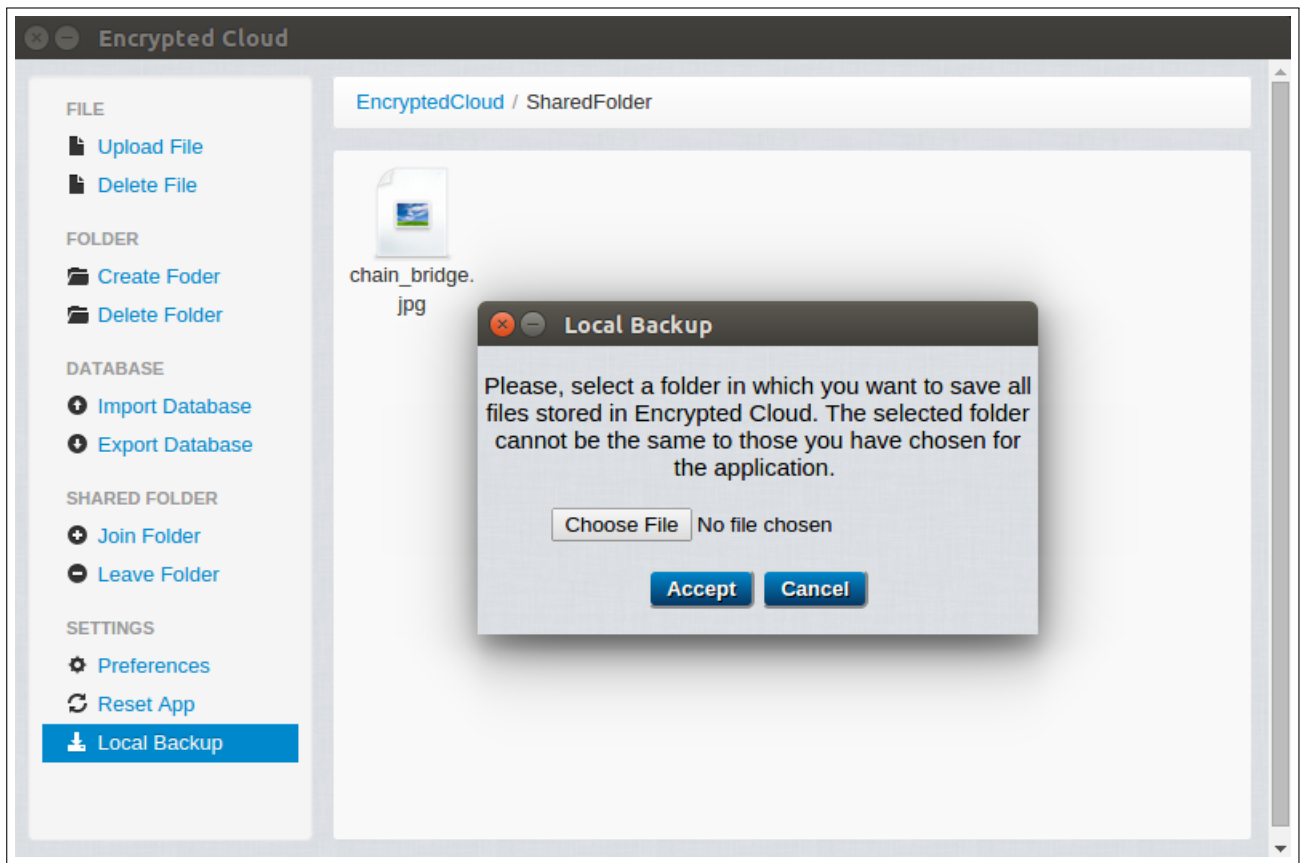 Encrypted Cloud
FILE
Upload File
Delete File
FOLDER
Create Foder
Delete Folder
DATABASE
Import Database
Export Database
SHARED FOLDER
Join Folder
Leave Folder
SETTINGS
Preferences
Reset App
Local Backup
EncryptedCloud / SharedFolder
chain_bridge.
jpg
Local Backup
Please, select a folder in which you want to save all
files stored in Encrypted Cloud. The selected folder
cannot be the same to those you have chosen for
the application.
Choose File No file chosen
Accept Cancel